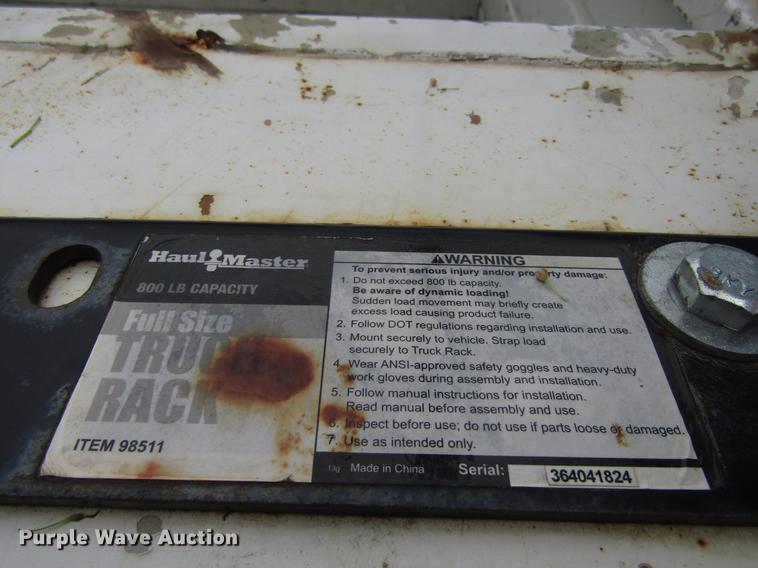 Haul Master
800 LB CAPACITY
Full Size
TRUCK
RACK
ITEM 98511
WARNING
To prevent serious injury and/or property damage:
1. Do not exceed 800 lb capacity.
Be aware of dynamic loading!
Sudden load movement may briefly create
excess load causing product failure.
2. Follow DOT regulations regarding installation and use.
3. Mount securely to vehicle. Strap load
securely to Truck Rack.
4. Wear ANSI-approved safety goggles and heavy-duty
work gloves during assembly and installation.
5. Follow manual instructions for installation.
Read manual before assembly and use.
6. Inspect before use; do not use if parts loose or damaged.
7. Use as intended only.
13g Made in China Serial: 364041824
Purple Wave Auction